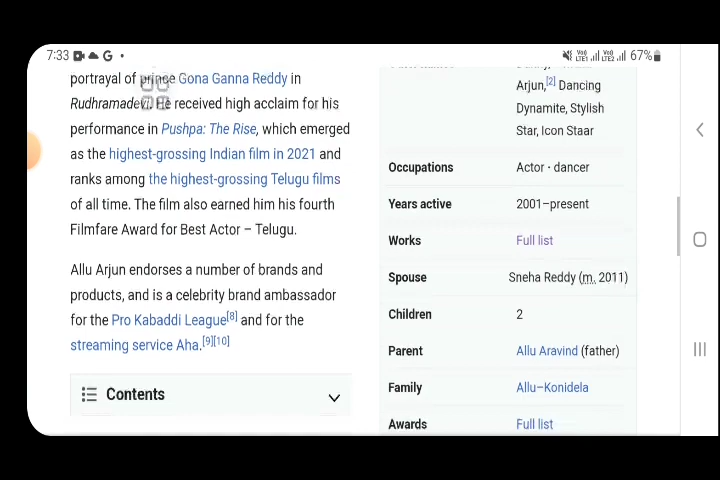 7:33
67%
portrayal of prince Gona Ganna Reddy in
Rudhramadevi. He received high acclaim for his
performance in Pushpa: The Rise, which emerged
as the highest-grossing Indian film in 2021 and
ranks among the highest-grossing Telugu films
of all time. The film also earned him his fourth
Filmfare Award for Best Actor – Telugu.
Allu Arjun endorses a number of brands and
products, and is a celebrity brand ambassador
for the Pro Kabaddi League[8] and for the
streaming service Aha.[9][10]
Contents
Arjun,[2] Dancing
Dynamite, Stylish
Star, Icon Staar
Occupations Actor · dancer
Years active 2001–present
Works Full list
Spouse Sneha Reddy (m. 2011)
Children 2
Parent Allu Aravind (father)
Family Allu–Konidela
Awards Full list